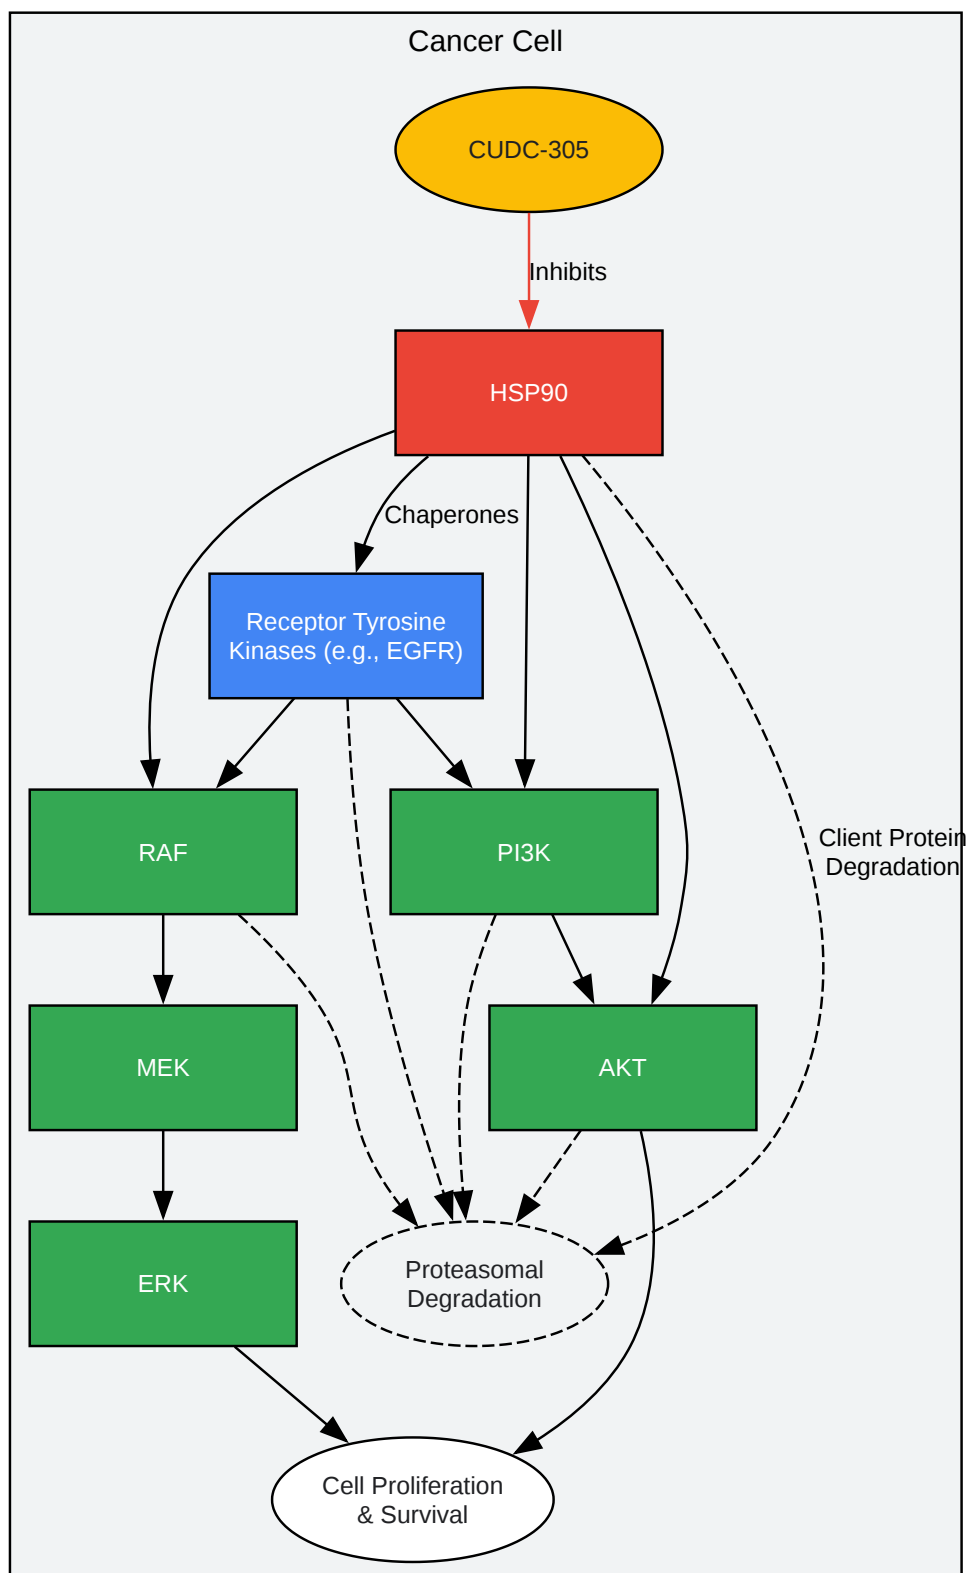 Cancer Cell
CUDC-305
Inhibits
HSP90
Chaperones
Receptor Tyrosine
Kinases (e.g., EGFR)
RAF
PI3K
Client Protein
Degradation
MEK
AKT
ERK
Proteasomal
Degradation
Cell Proliferation
& Survival